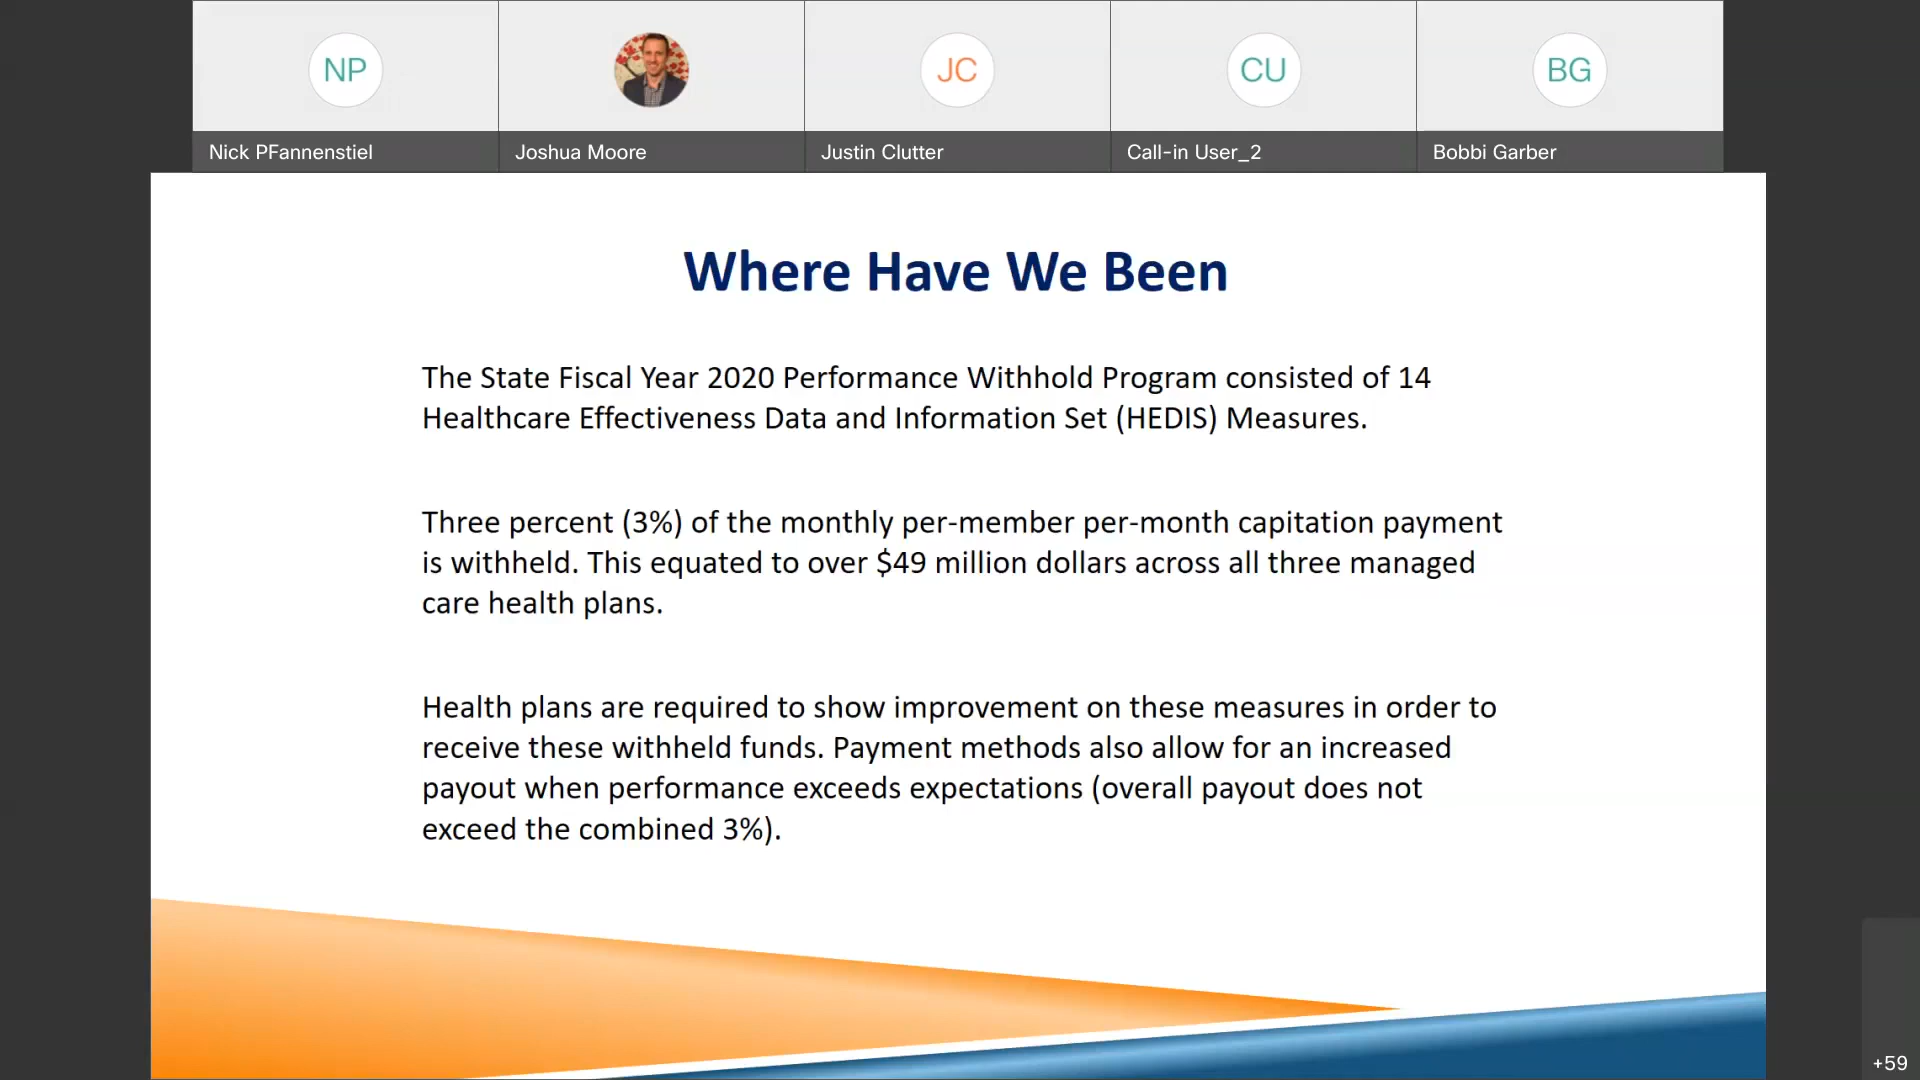 NP
JC
CU
BG
Nick PFannenstiel
Joshua Moore
Justin Clutter
Call-in User_2
Bobbi Garber
Where Have We Been
The State Fiscal Year 2020 Performance Withhold Program consisted of 14
Healthcare Effectiveness Data and Information Set (HEDIS) Measures.
Three percent (3%) of the monthly per-member per-month capitation payment
is withheld. This equated to over $49 million dollars across all three managed
care health plans.
Health plans are required to show improvement on these measures in order to
receive these withheld funds. Payment methods also allow for an increased
payout when performance exceeds expectations (overall payout does not
exceed the combined 3%).
+59